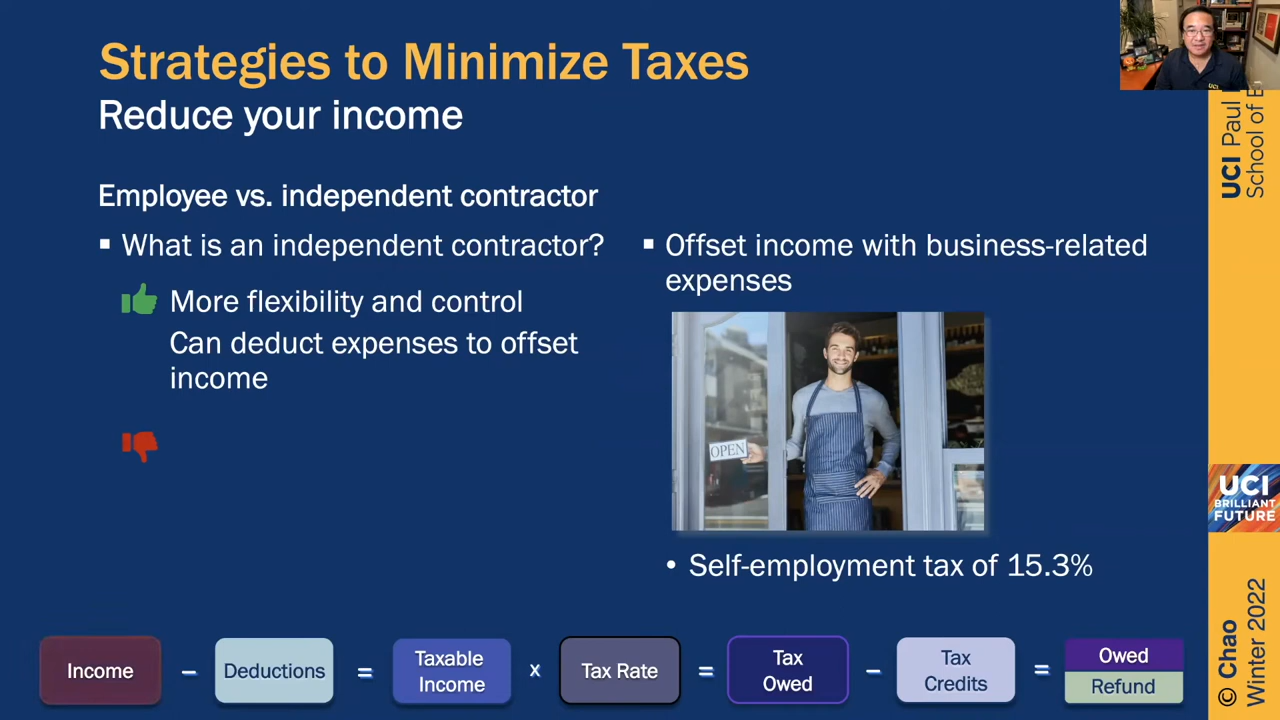 Strategies to Minimize Taxes
Reduce your income
Employee vs. independent contractor
▪ What is an independent contractor?
More flexibility and control
Can deduct expenses to offset
income
▪ Offset income with business-related
expenses
OPEN
• Self-employment tax of 15.3%
Income
−
Deductions
=
Taxable
Income
x
Tax Rate
=
Tax
Owed
−
Tax
Credits
=
Owed
Refund
UCI Paul
School of
UCI
BRILLIANT
FUTURE
© Chao
Winter 2022
UCI